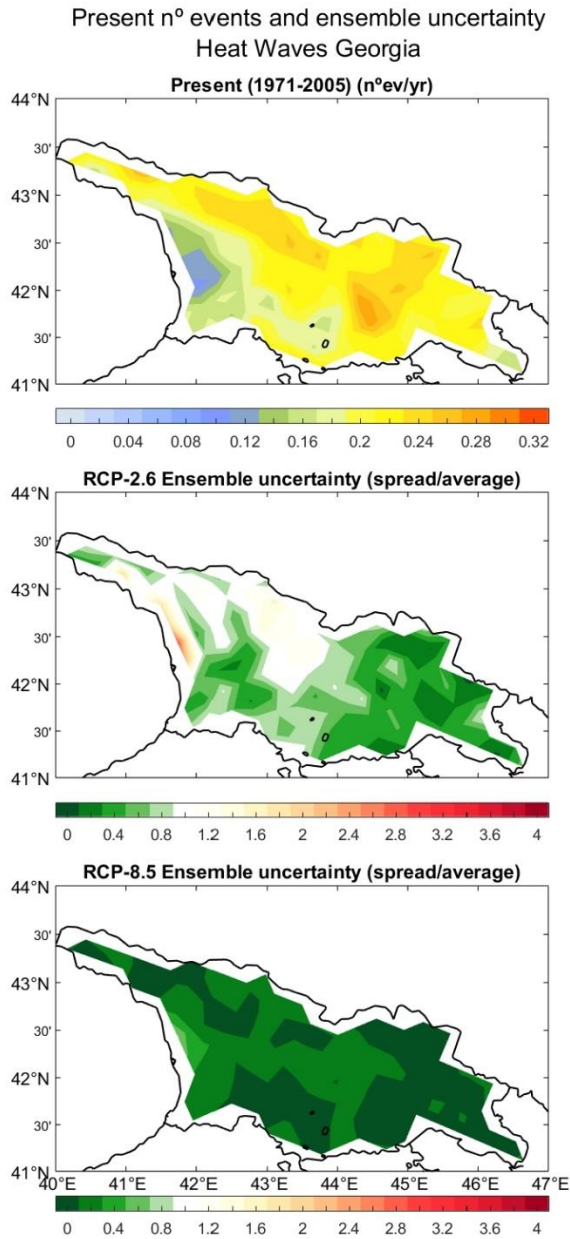 Present nº events and ensemble uncertainty
Heat Waves Georgia
Present (1971-2005) (nºev/yr)
44°N
30'
43°N
30'
42°N
30'
41°N
0 0.04 0.08 0.12 0.16 0.2 0.24 0.28 0.32
RCP-2.6 Ensemble uncertainty (spread/average)
44°N
30'
43°N
30'
42°N
30'
41°N
0 0.4 0.8 1.2 1.6 2 2.4 2.8 3.2 3.6 4
RCP-8.5 Ensemble uncertainty (spread/average)
44°N
30'
43°N
30'
42°N
30'
41°N
40°E 41°E 42°E 43°E 44°E 45°E 46°E 47°E
0 0.4 0.8 1.2 1.6 2 2.4 2.8 3.2 3.6 4